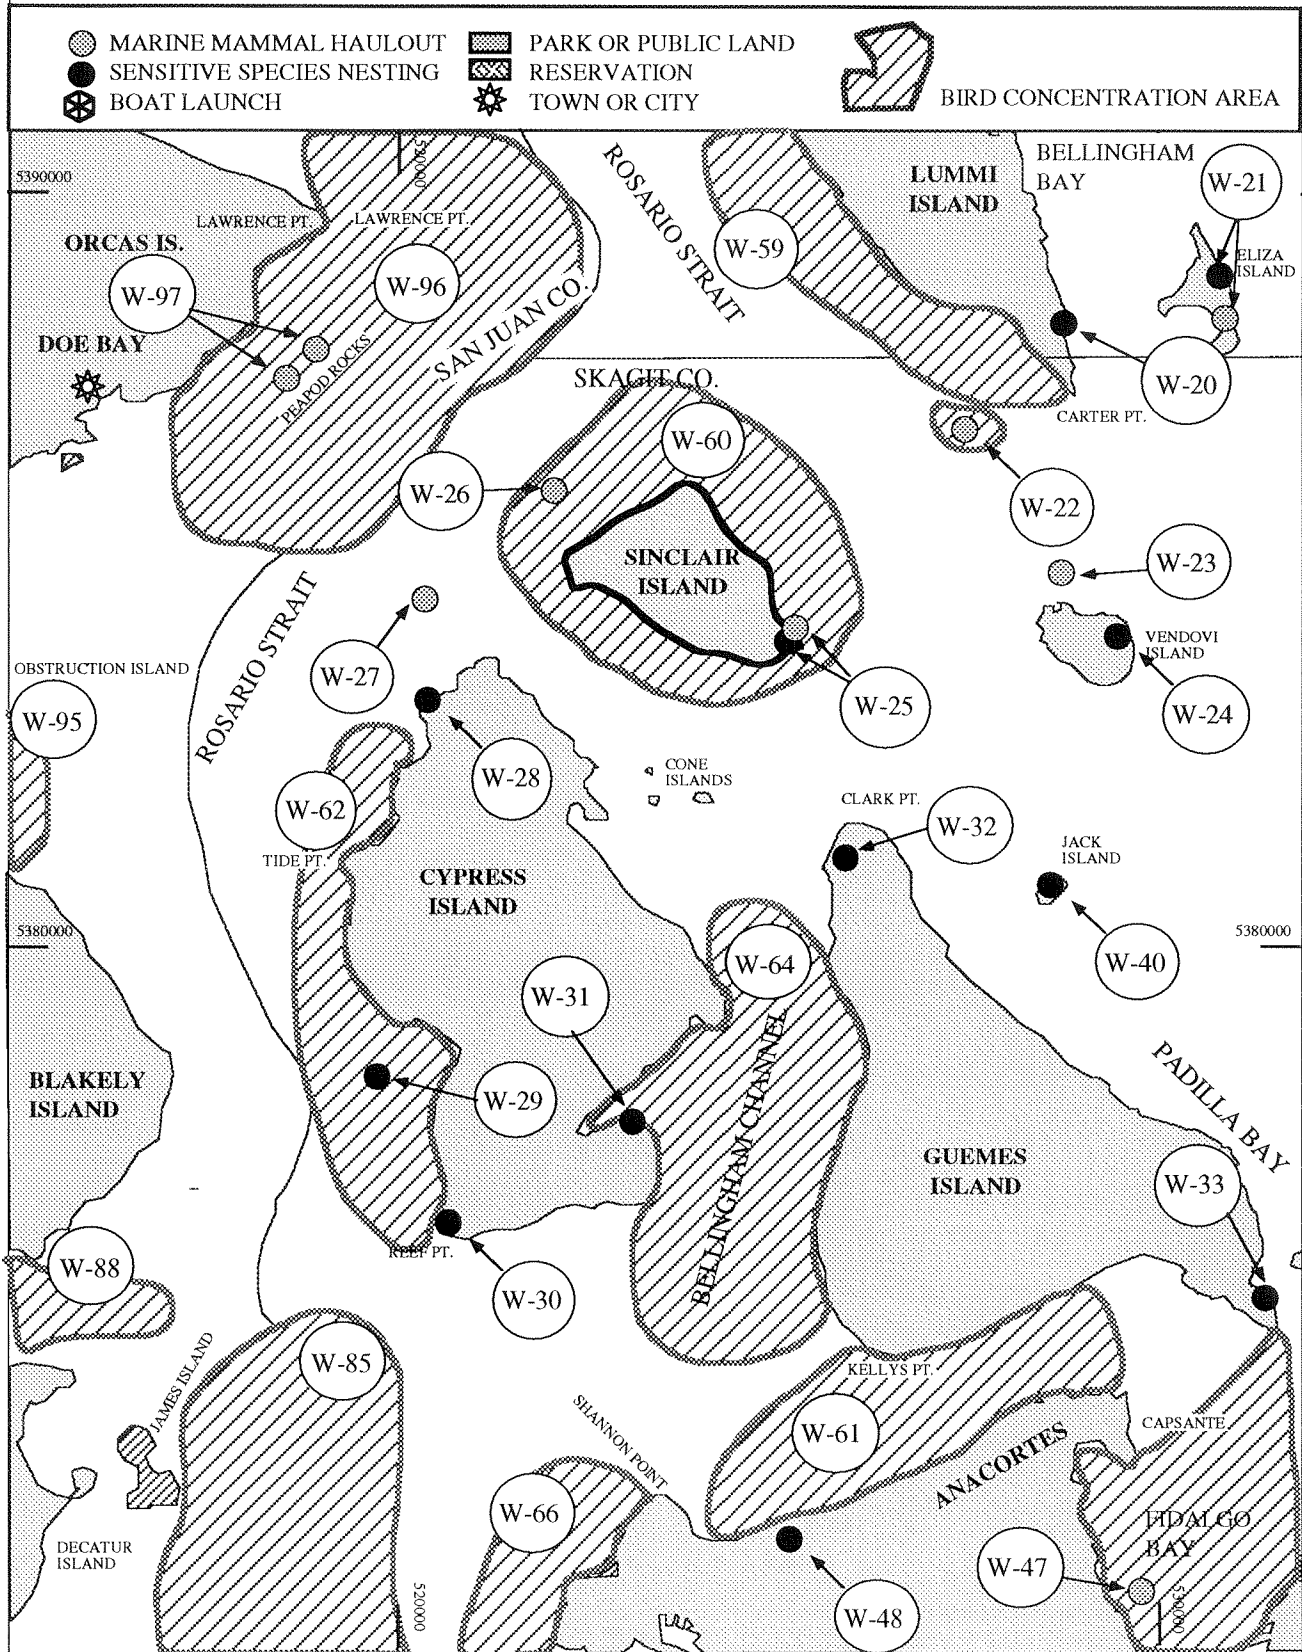 MARINE MAMMAL HAULOUT
SENSITIVE SPECIES NESTING
BOAT LAUNCH
PARK OR PUBLIC LAND
RESERVATION
TOWN OR CITY
BIRD CONCENTRATION AREA
5390000
520000
LAWRENCE PT.
LAWRENCE PT.
ORCAS IS.
W-97
W-96
DOE BAY
PEAPOD ROCKS
SAN JUAN CO.
ROSARIO STRAIT
W-59
LUMMI
ISLAND
BELLINGHAM
BAY
W-21
ELIZA
ISLAND
W-20
SKAGIT CO.
CARTER PT.
W-60
W-26
W-22
SINCLAIR
ISLAND
W-23
ROSARIO STRAIT
W-27
VENDOVI
ISLAND
OBSTRUCTION ISLAND
W-95
W-25
W-24
W-28
CONE
ISLANDS
W-62
CLARK PT.
W-32
TIDE PT.
JACK
ISLAND
CYPRESS
ISLAND
5380000
5380000
W-64
W-40
W-31
BELLINGHAM CHANNEL
PADILLA BAY
BLAKELY
ISLAND
W-29
GUEMES
ISLAND
W-33
REEF PT.
W-88
W-30
JAMES ISLAND
W-85
KELLYS PT.
SHANNON POINT
W-61
ANACORTES
CAPSANTE
W-66
FIDALGO
BAY
DECATUR
ISLAND
W-47
520000
W-48
530000